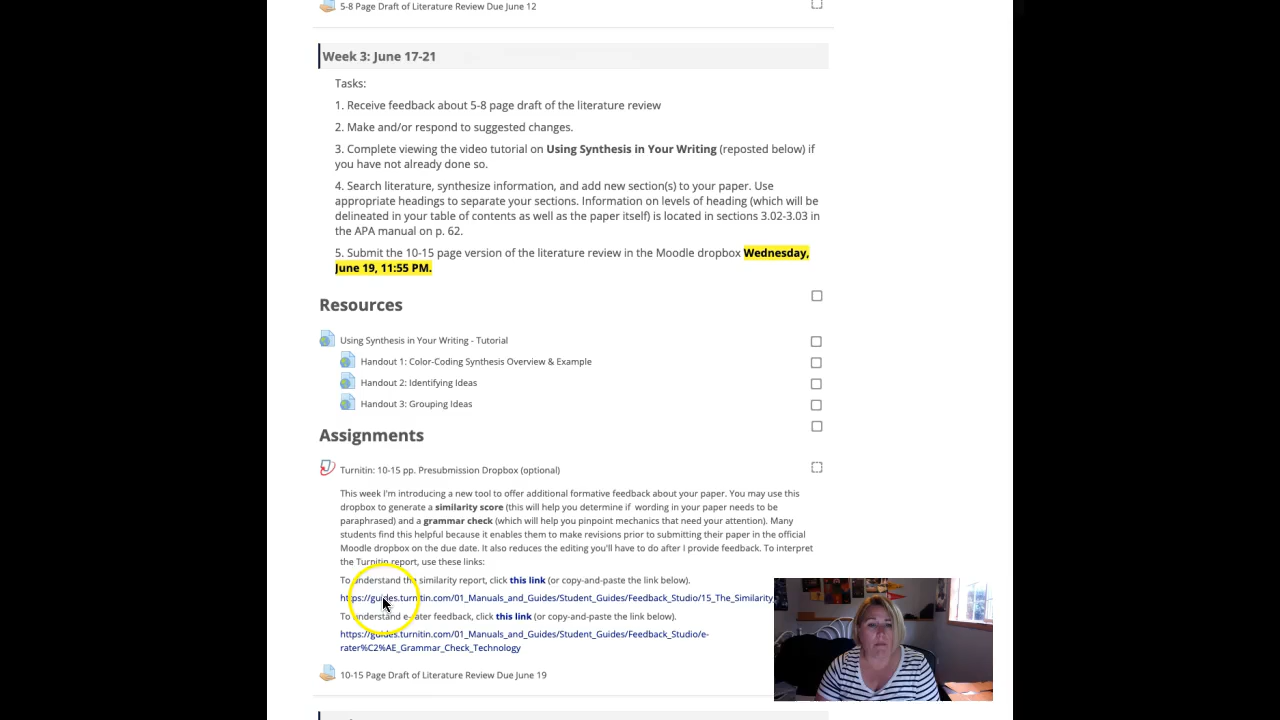 5-8 Page Draft of Literature Review Due June 12
Week 3: June 17-21
Tasks:
1. Receive feedback about 5-8 page draft of the literature review
2. Make and/or respond to suggested changes.
3. Complete viewing the video tutorial on Using Synthesis in Your Writing (reposted below) if
you have not already done so.
4. Search literature, synthesize information, and add new section(s) to your paper. Use
appropriate headings to separate your sections. Information on levels of heading (which will be
delineated in your table of contents as well as the paper itself) is located in sections 3.02-3.03 in
the APA manual on p. 62.
5. Submit the 10-15 page version of the literature review in the Moodle dropbox Wednesday,
June 19, 11:55 PM.
Resources
Using Synthesis in Your Writing - Tutorial
Handout 1: Color-Coding Synthesis Overview & Example
Handout 2: Identifying Ideas
Handout 3: Grouping Ideas
Assignments
Turnitin: 10-15 pp. Presubmission Dropbox (optional)
This week I'm introducing a new tool to offer additional formative feedback about your paper. You may use this
dropbox to generate a similarity score (this will help you determine if wording in your paper needs to be
paraphrased) and a grammar check (which will help you pinpoint mechanics that need your attention). Many
students find this helpful because it enables them to make revisions prior to submitting their paper in the official
Moodle dropbox on the due date. It also reduces the editing you'll have to do after I provide feedback. To interpret
the Turnitin report, use these links:
To understand the similarity report, click this link (or copy-and-paste the link below).
https://guides.turnitin.com/01_Manuals_and_Guides/Student_Guides/Feedback_Studio/15_The_Similarity_
To understand e-rater feedback, click this link (or copy-and-paste the link below).
https://guides.turnitin.com/01_Manuals_and_Guides/Student_Guides/Feedback_Studio/e-
rater%C2%AE_Grammar_Check_Technology
10-15 Page Draft of Literature Review Due June 19